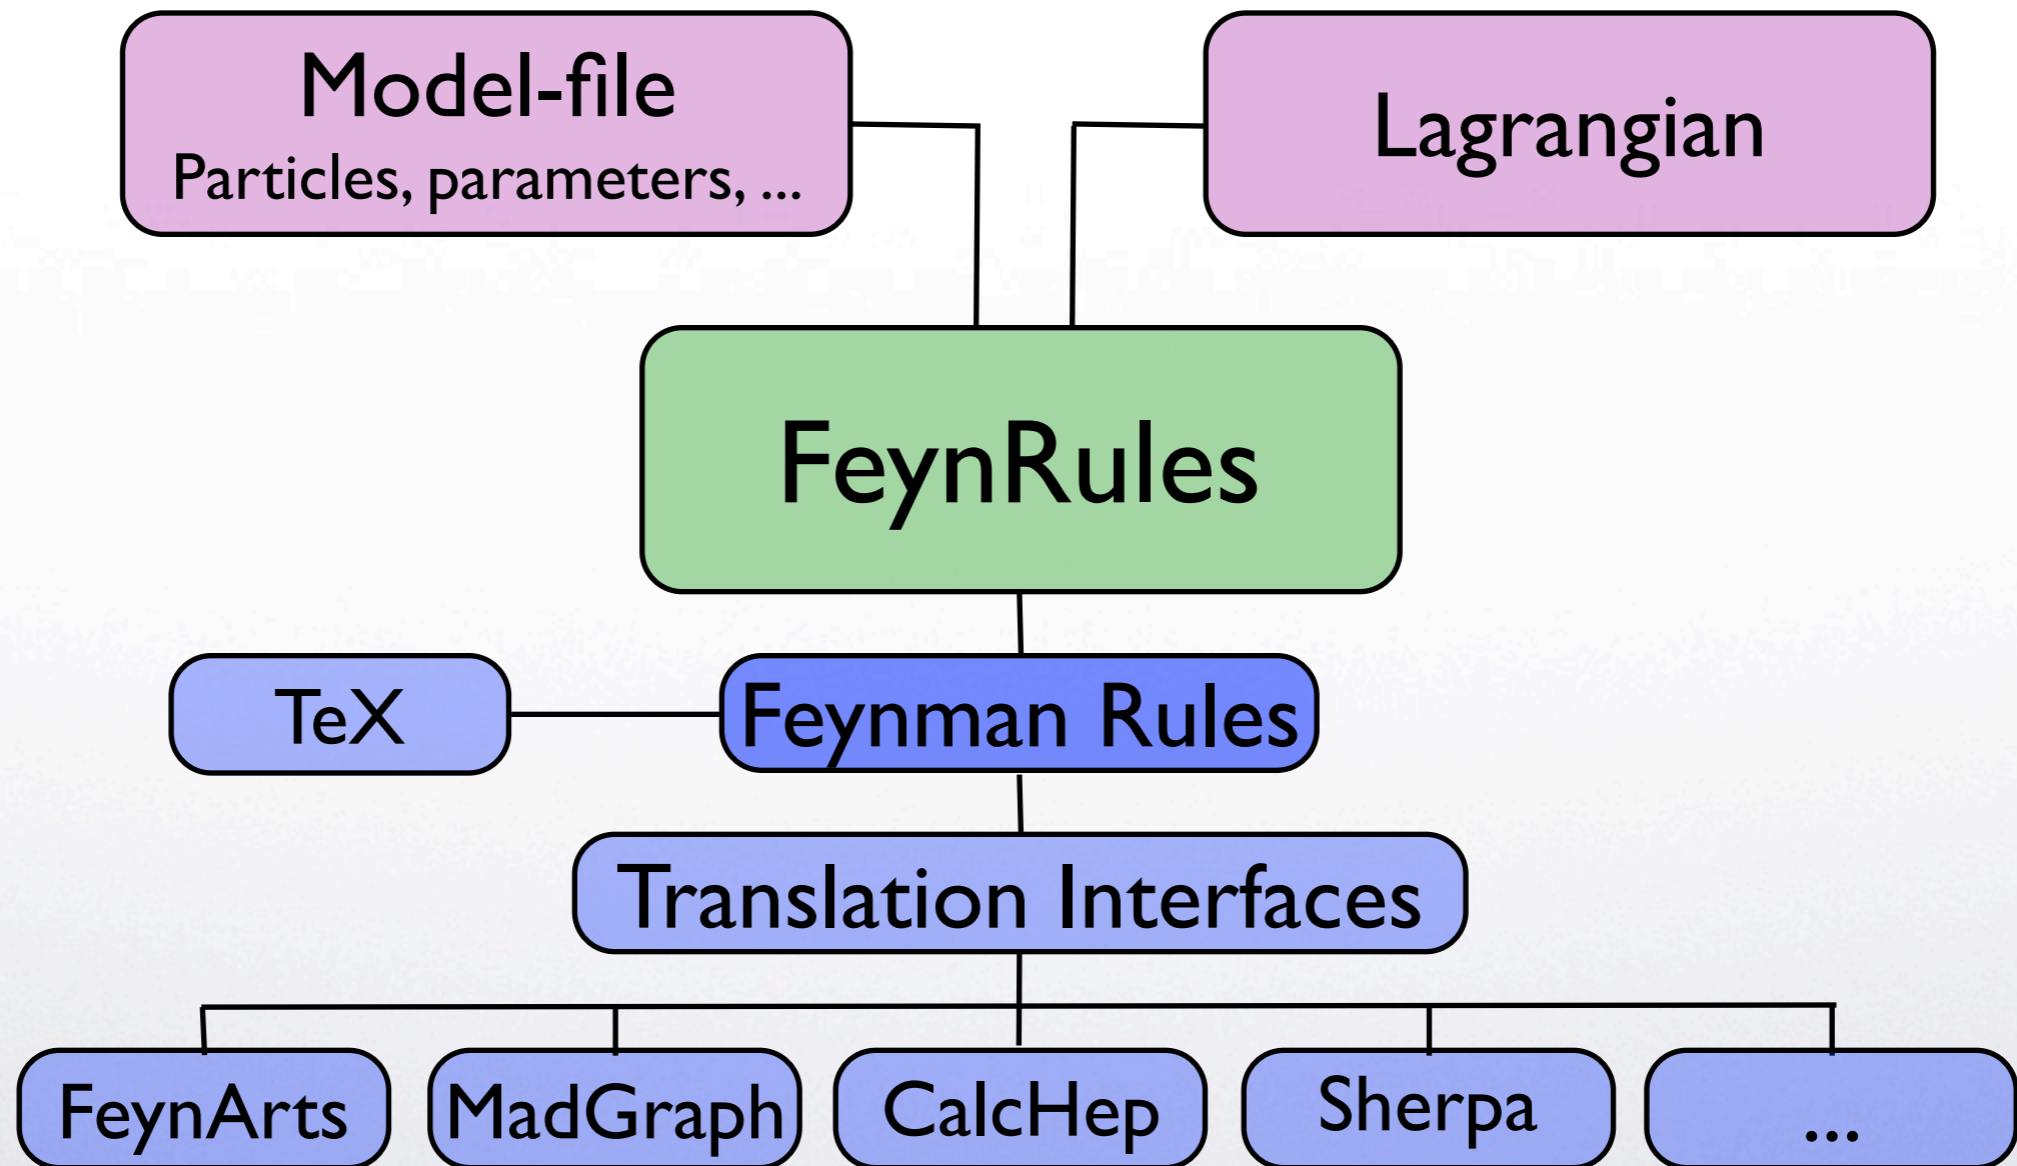 Model-file
Particles, parameters, ...
Lagrangian
FeynRules
TeX
Feynman Rules
Translation Interfaces
FeynArts
MadGraph
CalcHep
Sherpa
...